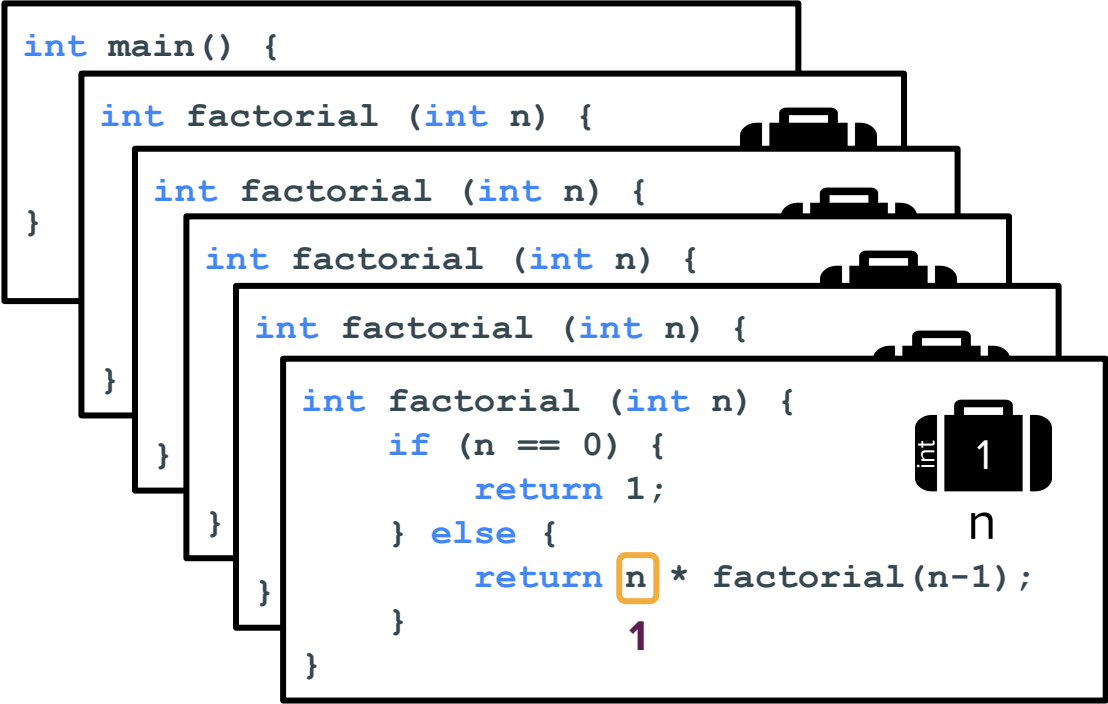 int main() {
int factorial (int n) {
int factorial (int n) {
}
int factorial (int n) {
int factorial (int n) {
}
int factorial (int n) {
if (n == 0) {
int 1
}
return 1;
}
n
} else {
return n * factorial(n-1);
}
}
1
}
}